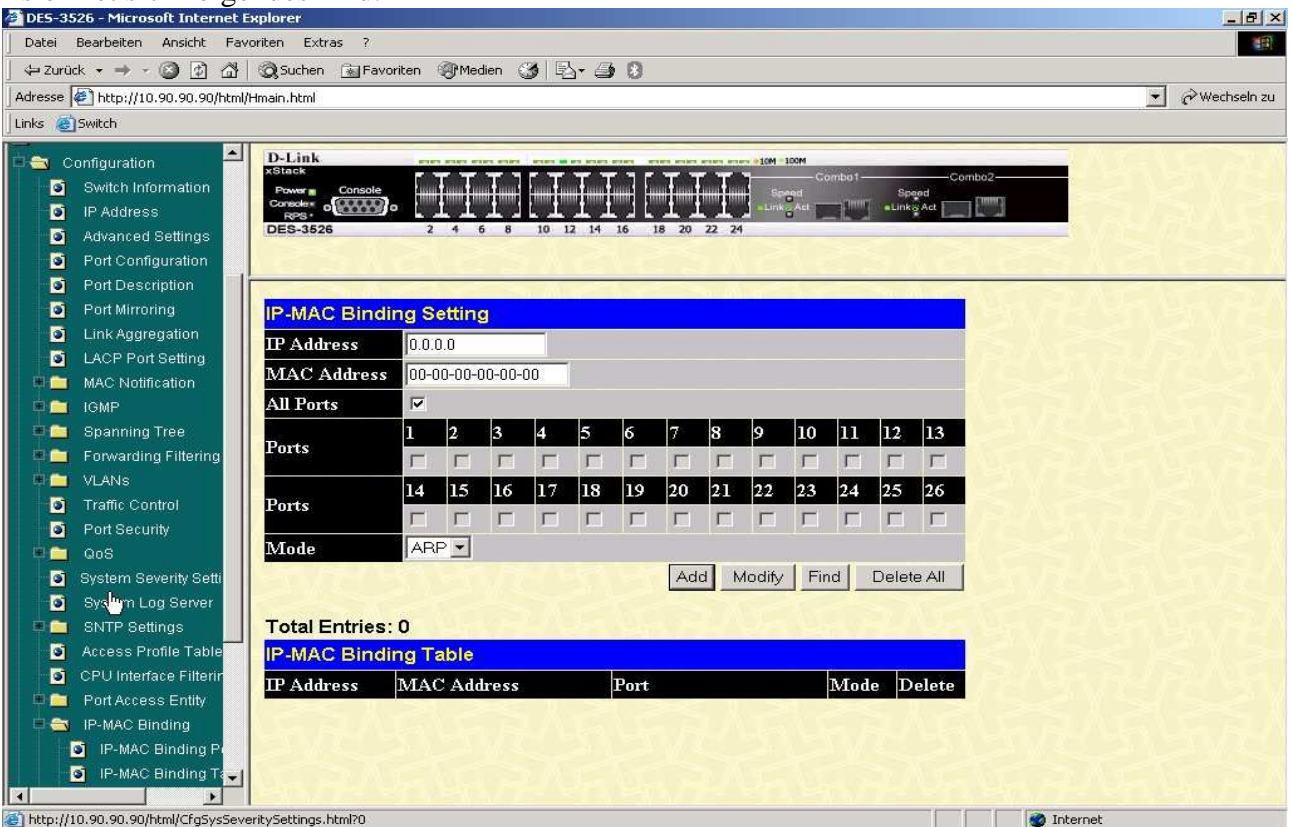 DES-3526 - Microsoft Internet Explorer
Datei Bearbeiten Ansicht Favoriten Extras ?
Zurück Suchen Favoriten Medien
Adresse http://10.90.90.90/html/Hmain.html Wechseln zu
Links Switch
Configuration
Switch Information
IP Address
Advanced Settings
Port Configuration
Port Description
Port Mirroring
Link Aggregation
LACP Port Setting
MAC Notification
IGMP
Spanning Tree
Forwarding Filtering
VLANs
Traffic Control
Port Security
QoS
System Severity Setti
System Log Server
SNTP Settings
Access Profile Table
CPU Interface Filterin
Port Access Entity
IP-MAC Binding
IP-MAC Binding P
IP-MAC Binding Ta
D-Link
xStack
Power
Console
Console
RPS
DES-3526
2 4 6 8 10 12 14 16 18 20 22 24
10M 100M
Combo1 Combo2
Speed Speed
Link Act Link Act
IP-MAC Binding Setting
IP Address 0.0.0.0
MAC Address 00-00-00-00-00-00
All Ports
Ports 1 2 3 4 5 6 7 8 9 10 11 12 13
Ports 14 15 16 17 18 19 20 21 22 23 24 25 26
Mode ARP
Add Modify Find Delete All
Total Entries: 0
IP-MAC Binding Table
IP Address MAC Address Port Mode Delete
http://10.90.90.90/html/CfgSysSeveritySettings.html?0 Internet